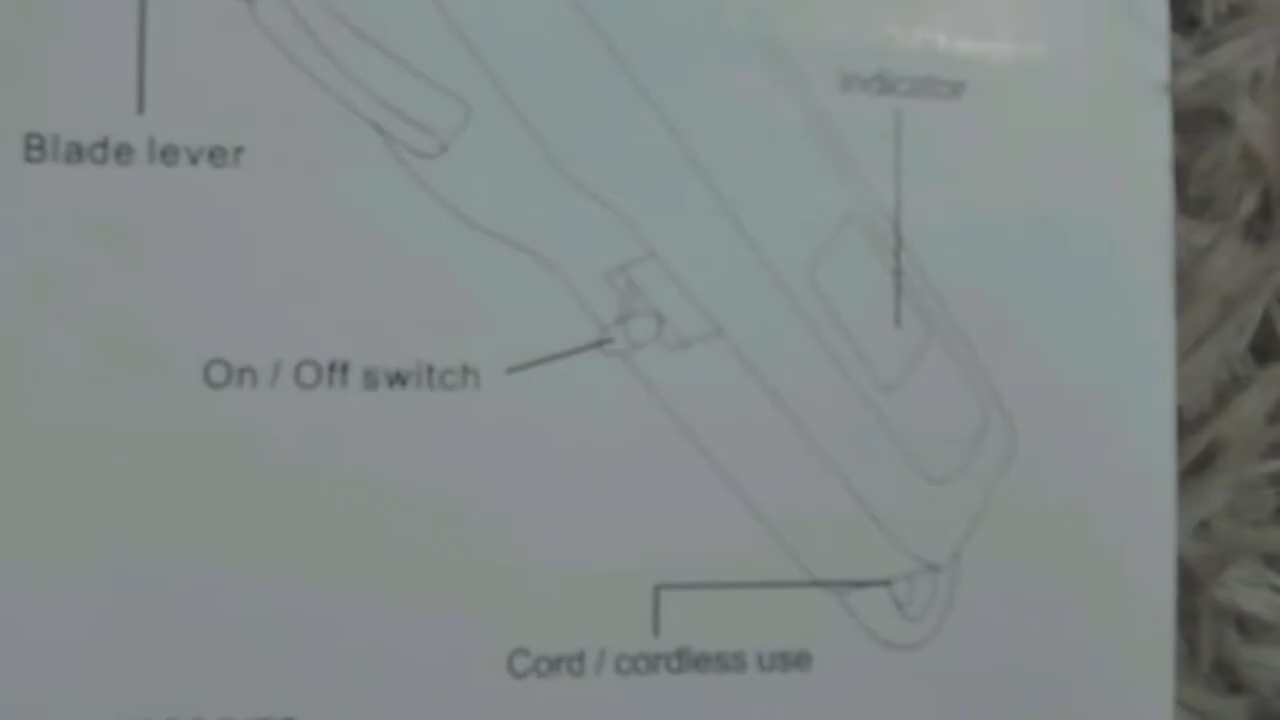 indicator
Blade lever
On / Off switch
Cord / cordless use